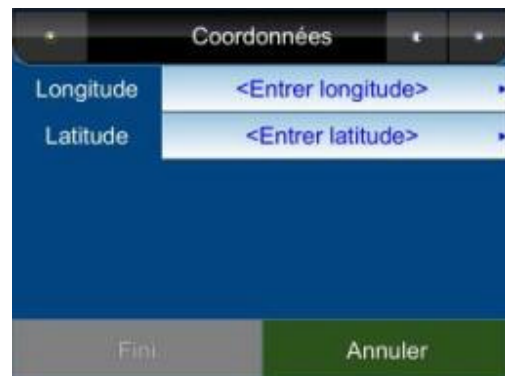 Coordonnées
Longitude <Entrer longitude>
Latitude <Entrer latitude>
Fini Annuler